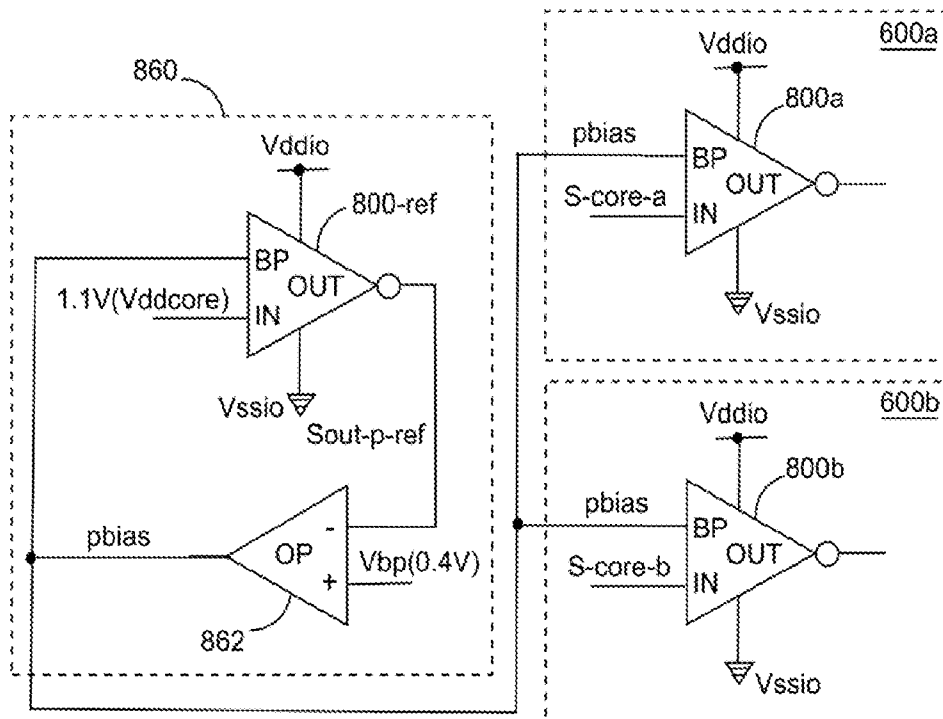 860
Vddio
800-ref
BP
OUT
1.1V(Vddcore)
IN
Vssio
Sout-p-ref
pbias
-
OP
+
Vbp(0.4V)
862
600a
Vddio
800a
pbias
BP
OUT
S-core-a
IN
Vssio
600b
Vddio
800b
pbias
BP
OUT
S-core-b
IN
Vssio